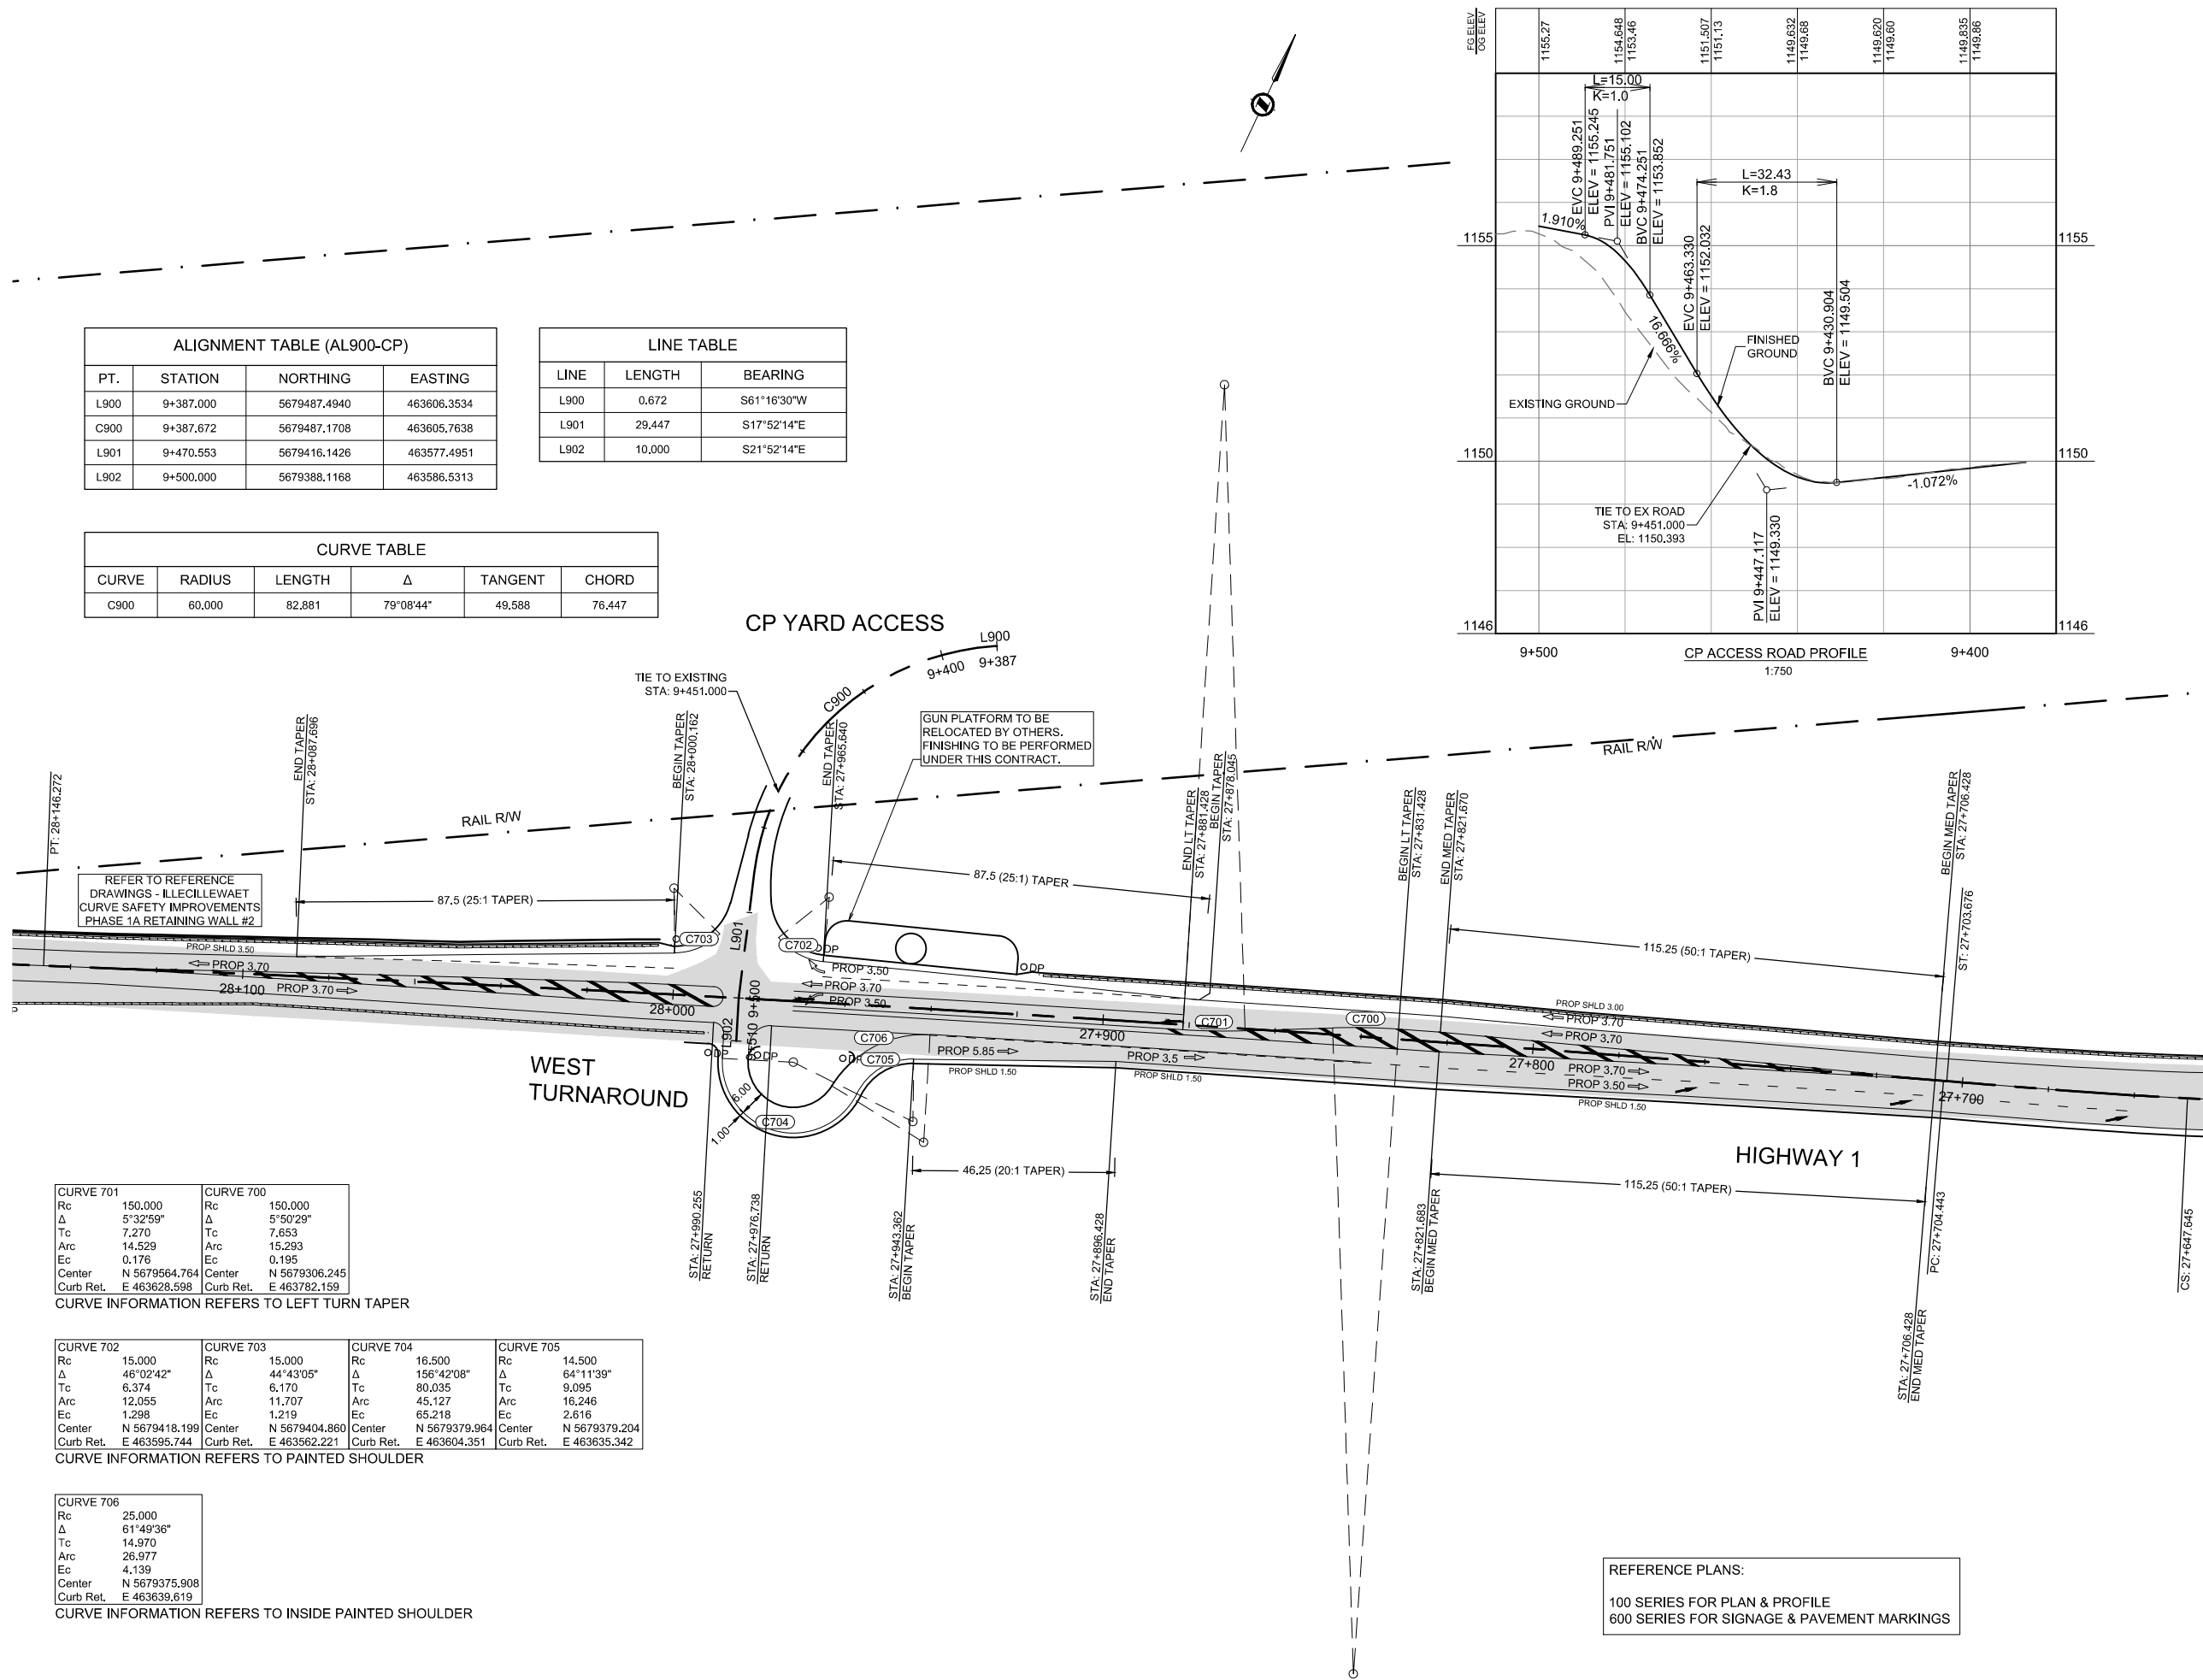 FG ELEV
OG ELEV
1155.27
1154.648
1153.46
1151.507
1151.13
1149.632
1149.68
1149.620
1149.60
1149.835
1149.86
L=15.00
K=1.0
EVC 9+489.251
ELEV = 1155.245
PVI 9+481.751
ELEV = 1155.102
BVC 9+474.251
ELEV = 1153.852
L=32.43
K=1.8
EVC 9+463.330
ELEV = 1152.032
BVC 9+430.904
ELEV = 1149.504
1.910%
16.666%
-1.072%
FINISHED
GROUND
EXISTING GROUND
TIE TO EX ROAD
STA: 9+451.000
EL: 1150.393
PVI 9+447.117
ELEV = 1149.330
1155
1155
1150
1150
1146
1146
9+500
CP ACCESS ROAD PROFILE
9+400
1:750
ALIGNMENT TABLE (AL900-CP)
PT. STATION NORTHING EASTING
L900 9+387.000 5679487.4940 463606.3534
C900 9+387.672 5679487.1708 463605.7638
L901 9+470.553 5679416.1426 463577.4951
L902 9+500.000 5679388.1168 463586.5313
LINE TABLE
LINE LENGTH BEARING
L900 0.672 S61°16'30"W
L901 29.447 S17°52'14"E
L902 10.000 S21°52'14"E
CURVE TABLE
CURVE RADIUS LENGTH Δ TANGENT CHORD
C900 60.000 82.881 79°08'44" 49.588 76.447
CP YARD ACCESS
L900
9+387
9+400
C900
TIE TO EXISTING
STA: 9+451.000
GUN PLATFORM TO BE
RELOCATED BY OTHERS.
FINISHING TO BE PERFORMED
UNDER THIS CONTRACT.
PT: 28+146.272
END TAPER
STA: 28+087.696
BEGIN TAPER
STA: 28+000.162
END TAPER
STA: 27+965.640
END LT TAPER
STA: 27+881.428
BEGIN TAPER
STA: 27+878.045
BEGIN LT TAPER
STA: 27+831.428
END MED TAPER
STA: 27+821.670
BEGIN MED TAPER
STA: 27+706.428
ST: 27+703.676
RAIL R/W
RAIL R/W
REFER TO REFERENCE
DRAWINGS - ILLECILLEWAET
CURVE SAFETY IMPROVEMENTS
PHASE 1A RETAINING WALL #2
87.5 (25:1 TAPER)
87.5 (25:1) TAPER
115.25 (50:1 TAPER)
C703
L901
C702
DP
DP
PROP SHLD 3.50
PROP 3.70
28+100
PROP 3.70
28+000
L902
9+510
9+500
PROP 3.50
PROP 3.70
PROP 3.50
27+900
C701
C700
PROP SHLD 3.00
PROP 3.70
PROP 3.70
27+800
PROP 3.70
PROP 3.50
PROP SHLD 1.50
27+700
C706
C705
DP
DP
DP
PROP 5.85
PROP 3.5
PROP SHLD 1.50
PROP SHLD 1.50
WEST
TURNAROUND
6.00
1.00
C704
46.25 (20:1 TAPER)
HIGHWAY 1
115.25 (50:1 TAPER)
STA: 27+990.255
RETURN
STA: 27+976.738
RETURN
STA: 27+943.362
BEGIN TAPER
STA: 27+896.428
END TAPER
STA: 27+821.683
BEGIN MED TAPER
STA: 27+706.428
END MED TAPER
PC: 27+704.443
CS: 27+647.645
CURVE 701 CURVE 700
Rc 150.000 Rc 150.000
Δ 5°32'59" Δ 5°50'29"
Tc 7.270 Tc 7.653
Arc 14.529 Arc 15.293
Ec 0.176 Ec 0.195
Center N 5679564.764 Center N 5679306.245
Curb Ret. E 463628.598 Curb Ret. E 463782.159
CURVE INFORMATION REFERS TO LEFT TURN TAPER
CURVE 702 CURVE 703 CURVE 704 CURVE 705
Rc 15.000 Rc 15.000 Rc 16.500 Rc 14.500
Δ 46°02'42" Δ 44°43'05" Δ 156°42'08" Δ 64°11'39"
Tc 6.374 Tc 6.170 Tc 80.035 Tc 9.095
Arc 12.055 Arc 11.707 Arc 45.127 Arc 16.246
Ec 1.298 Ec 1.219 Ec 65.218 Ec 2.616
Center N 5679418.199 Center N 5679404.860 Center N 5679379.964 Center N 5679379.204
Curb Ret. E 463595.744 Curb Ret. E 463562.221 Curb Ret. E 463604.351 Curb Ret. E 463635.342
CURVE INFORMATION REFERS TO PAINTED SHOULDER
CURVE 706
Rc 25.000
Δ 61°49'36"
Tc 14.970
Arc 26.977
Ec 4.139
Center N 5679375.908
Curb Ret. E 463639.619
CURVE INFORMATION REFERS TO INSIDE PAINTED SHOULDER
REFERENCE PLANS:
100 SERIES FOR PLAN & PROFILE
600 SERIES FOR SIGNAGE & PAVEMENT MARKINGS